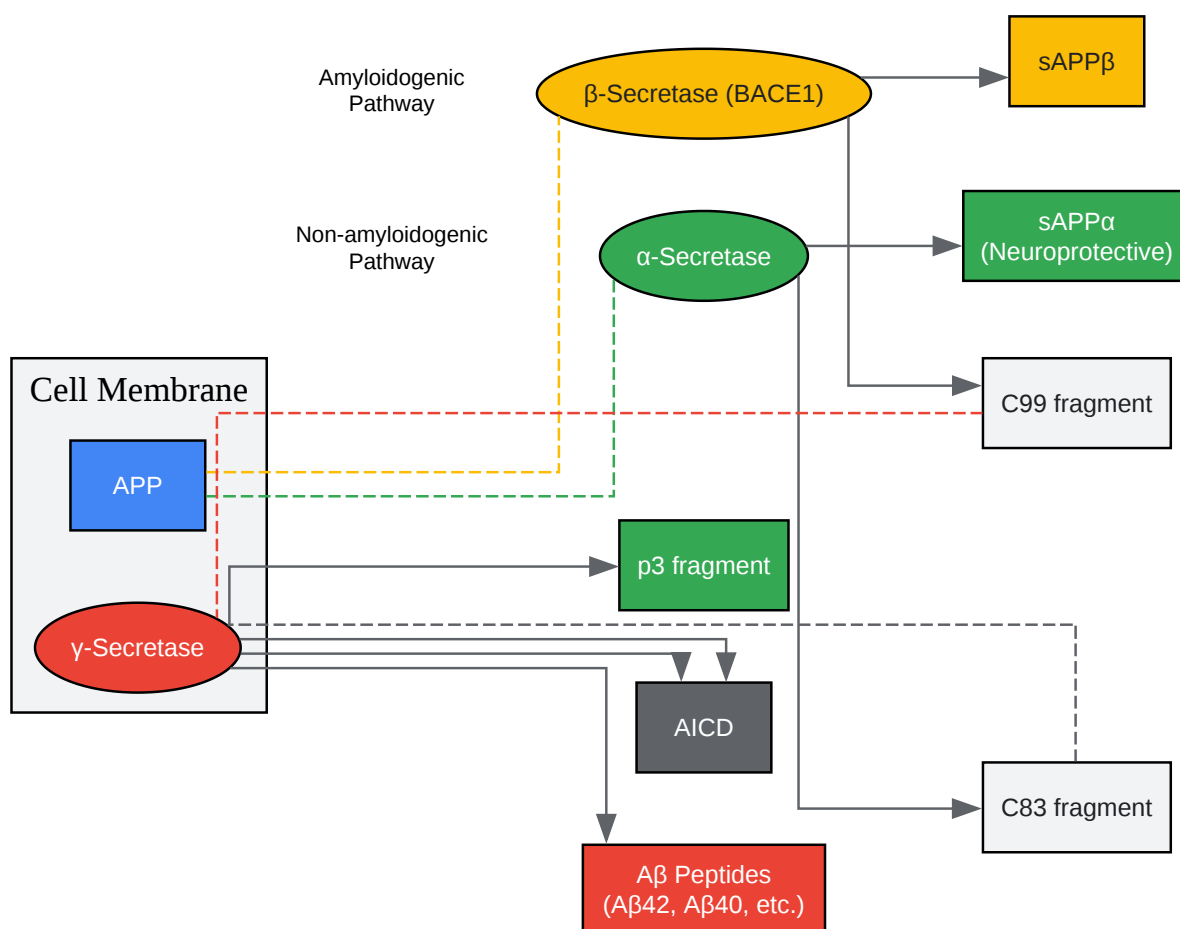 sAPPβ
Amyloidogenic
Pathway
β-Secretase (BACE1)
sAPPα
(Neuroprotective)
Non-amyloidogenic
Pathway
α-Secretase
Cell Membrane
C99 fragment
APP
p3 fragment
γ-Secretase
AICD
C83 fragment
Aβ Peptides
(Aβ42, Aβ40, etc.)